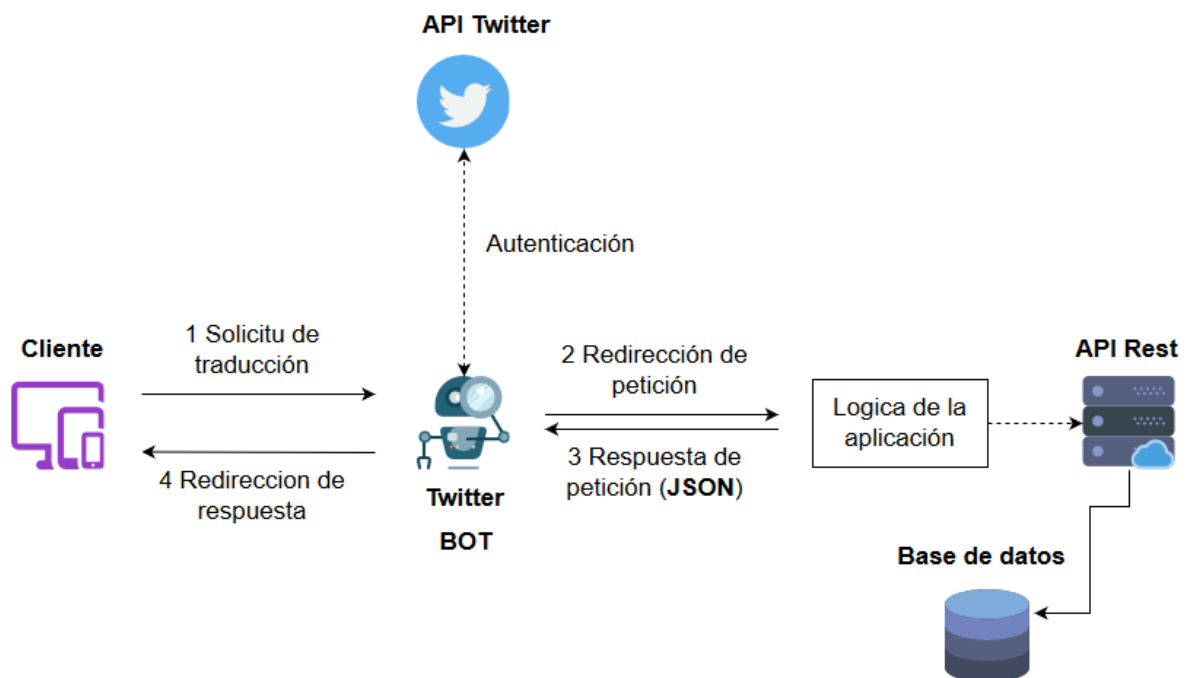 API Twitter
Autenticación
Cliente
1 Solicitu de
traducción
4 Redireccion de
respuesta
Twitter
BOT
2 Redirección de
petición
3 Respuesta de
petición (JSON)
Logica de la
aplicación
API Rest
Base de datos